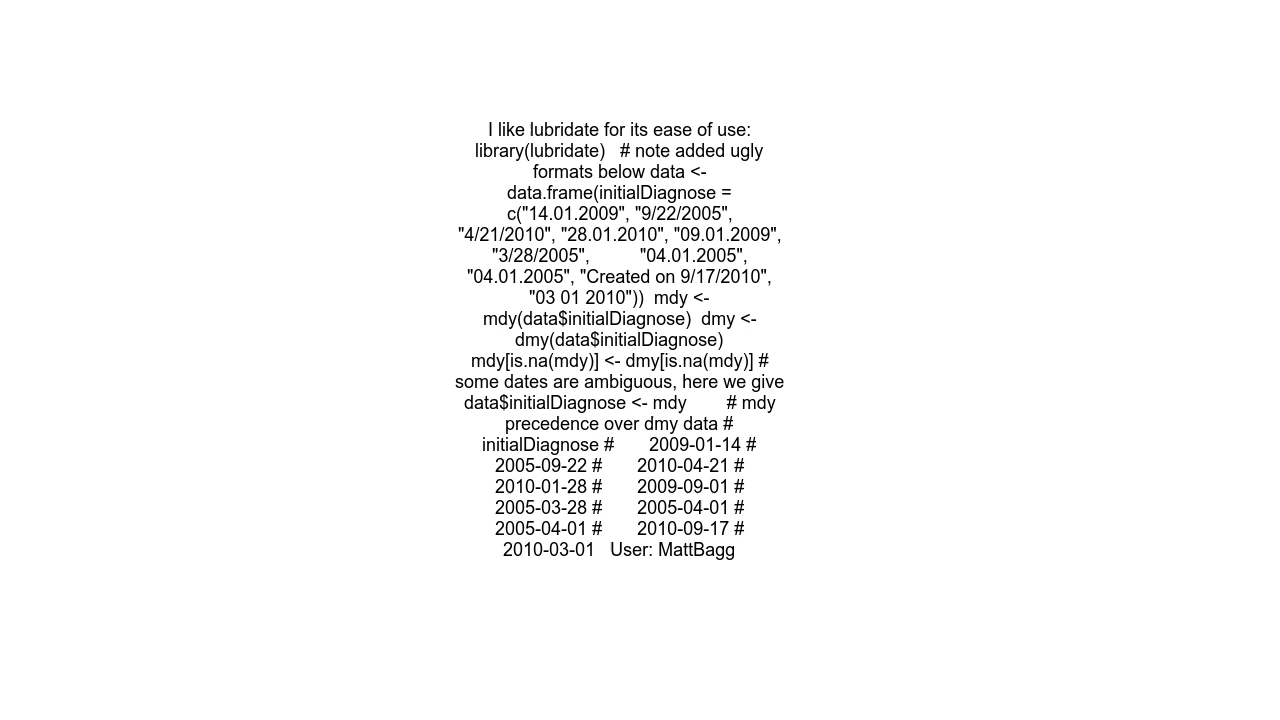 I like lubridate for its ease of use:
library(lubridate)   # note added ugly
formats below data <-
data.frame(initialDiagnose =
c("14.01.2009", "9/22/2005",
"4/21/2010", "28.01.2010", "09.01.2009",
"3/28/2005",          "04.01.2005",
"04.01.2005", "Created on 9/17/2010",
"03 01 2010"))  mdy <-
mdy(data$initialDiagnose)  dmy <-
dmy(data$initialDiagnose)
mdy[is.na(mdy)] <- dmy[is.na(mdy)] #
some dates are ambiguous, here we give
data$initialDiagnose <- mdy        # mdy
precedence over dmy data #
initialDiagnose #       2009-01-14 #
2005-09-22 #       2010-04-21 #
2010-01-28 #       2009-09-01 #
2005-03-28 #       2005-04-01 #
2005-04-01 #       2010-09-17 #
2010-03-01   User: MattBagg